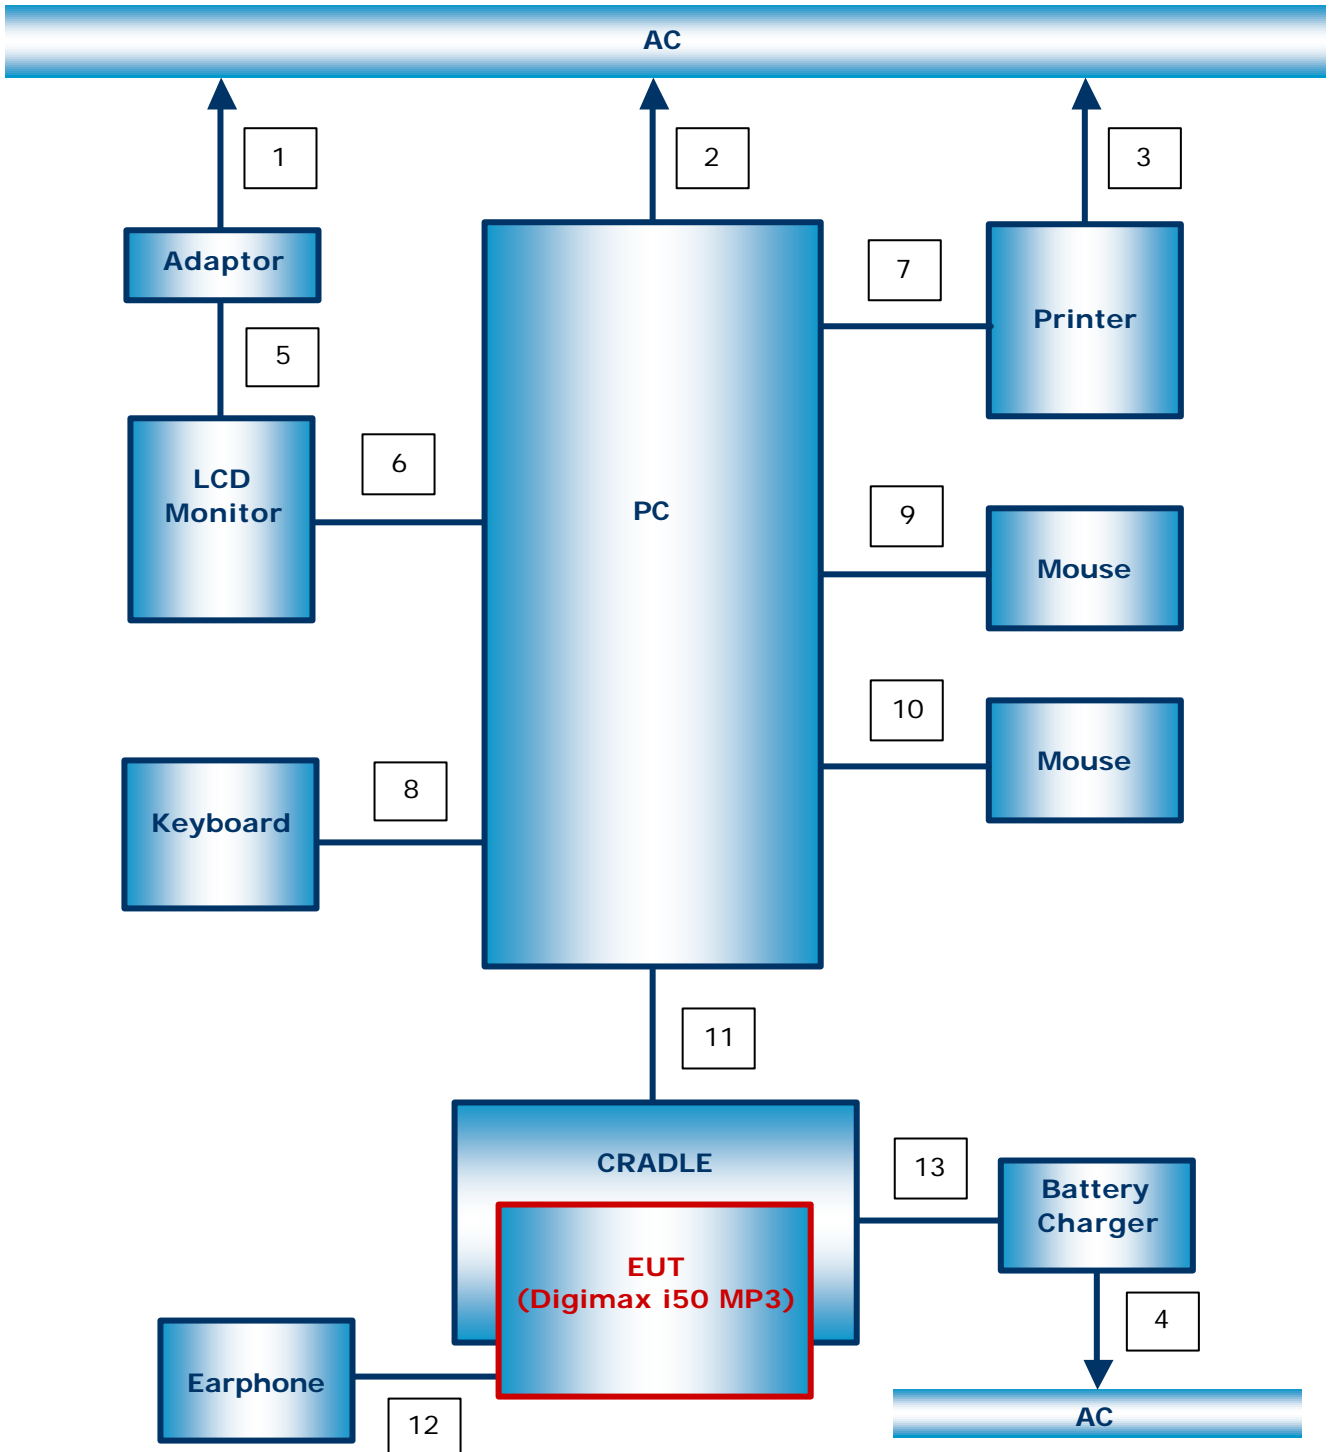 AC
1
2
3
Adaptor
7
Printer
5
6
LCD
Monitor
PC
9
Mouse
10
Mouse
8
Keyboard
11
CRADLE
13
Battery
Charger
EUT
(Digimax i50 MP3)
4
Earphone
12
AC